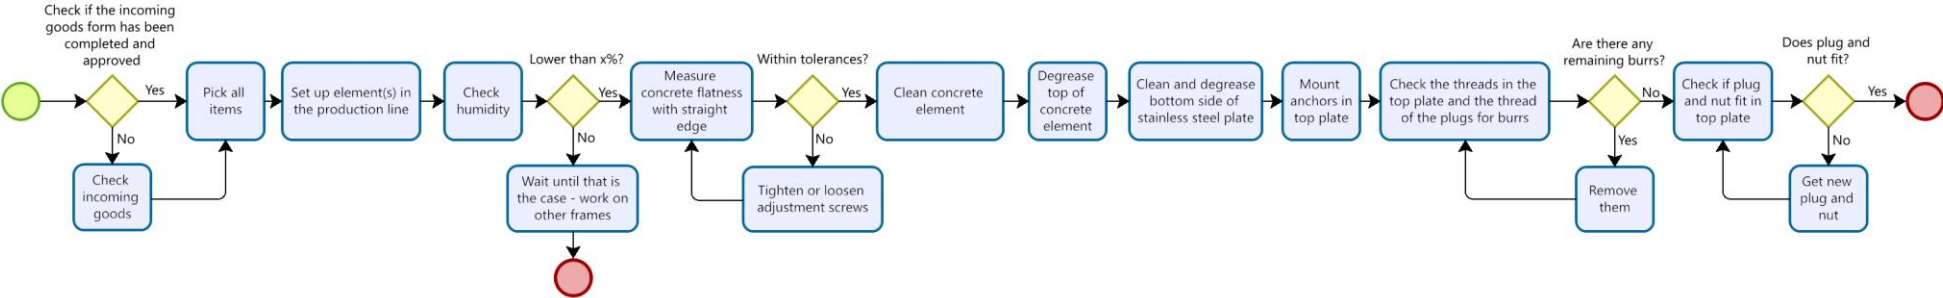 Check if the incoming
goods form has been
completed and
approved
Yes
No
Check
incoming
goods
Pick all
items
Set up element(s) in
the production line
Check
humidity
Lower than x%?
Yes
No
Wait until that is
the case - work on
other frames
Measure
concrete flatness
with straight
edge
Within tolerances?
Yes
No
Tighten or loosen
adjustment screws
Clean concrete
element
Degrease
top of
concrete
element
Clean and degrease
bottom side of
stainless steel plate
Mount
anchors in
top plate
Check the threads in the
top plate and the thread
of the plugs for burrs
Are there any
remaining burrs?
No
Yes
Remove
them
Check if plug
and nut fit in
top plate
Does plug and
nut fit?
Yes
No
Get new
plug and
nut